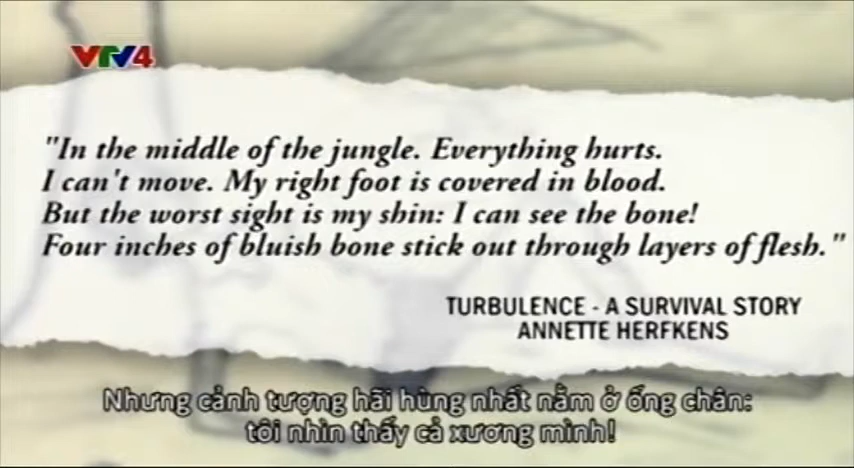 VTV4
"In the middle of the jungle. Everything hurts.
I can't move. My right foot is covered in blood.
But the worst sight is my shin: I can see the bone!
Four inches of bluish bone stick out through layers of flesh."
TURBULENCE - A SURVIVAL STORY
ANNETTE HERFKENS
Nhưng cảnh tượng hãi hùng nhất nằm ở ống chân:
tôi nhìn thấy cả xương mình!